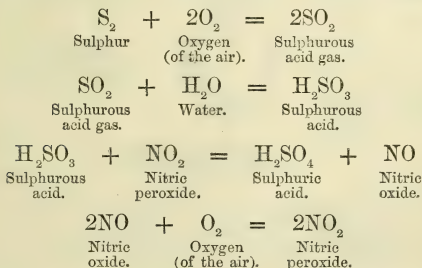 S₂ + 2O₂ = 2SO₂
Sulphur Oxygen Sulphurous
(of the air). acid gas.
SO₂ + H₂O = H₂SO₃
Sulphurous Water. Sulphurous
acid gas. acid.
H₂SO₃ + NO₂ = H₂SO₄ + NO
Sulphurous Nitric Sulphuric Nitric
acid. peroxide. acid. oxide.
2NO + O₂ = 2NO₂
Nitric Oxygen Nitric
oxide. (of the air). peroxide.